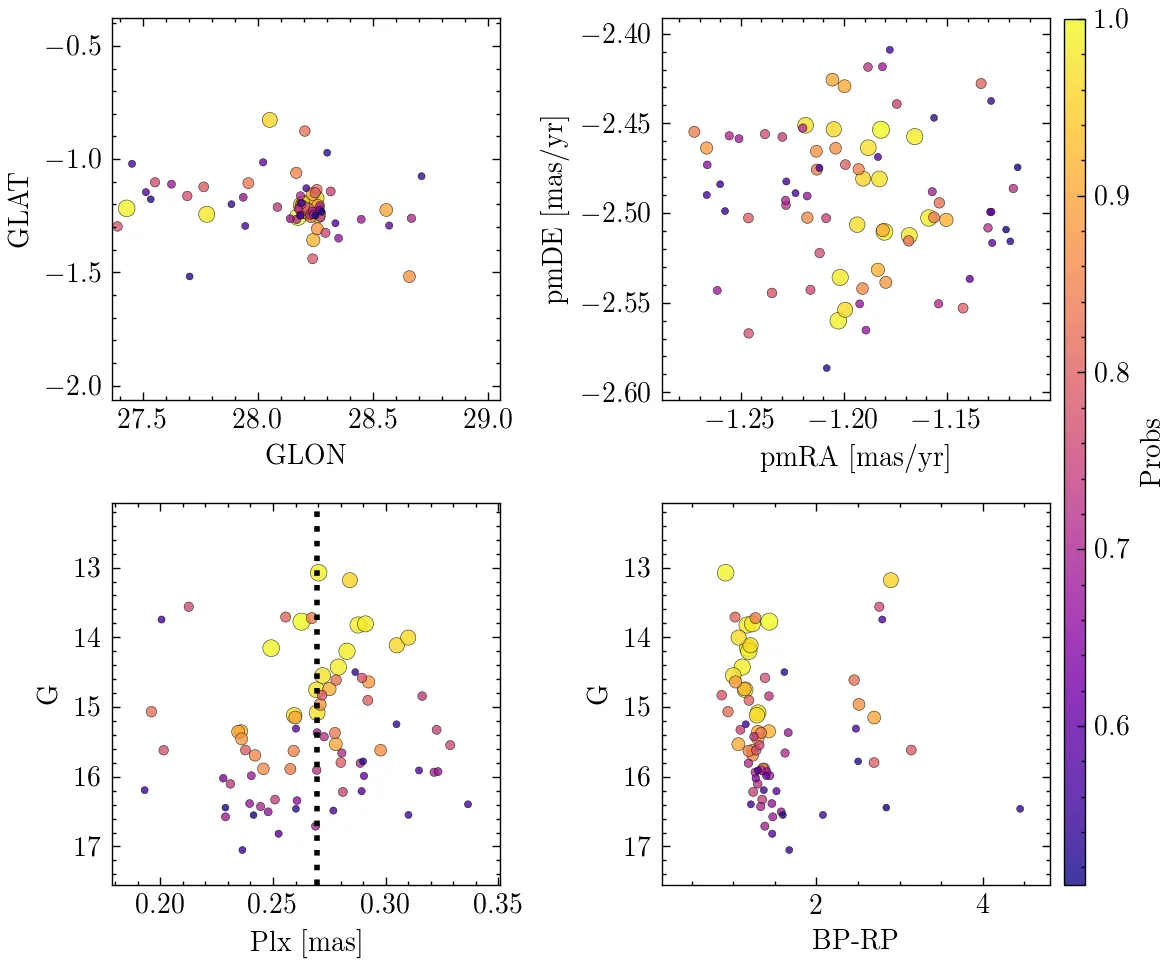 −0.5
−1.0
−1.5
−2.0
GLAT
27.5 28.0 28.5 29.0
GLON
−2.40
−2.45
−2.50
−2.55
−2.60
pmDE [mas/yr]
−1.25 −1.20 −1.15
pmRA [mas/yr]
13
14
15
16
17
G
0.20 0.25 0.30 0.35
Plx [mas]
13
14
15
16
17
G
2 4
BP-RP
1.0
0.9
0.8
0.7
0.6
Probs